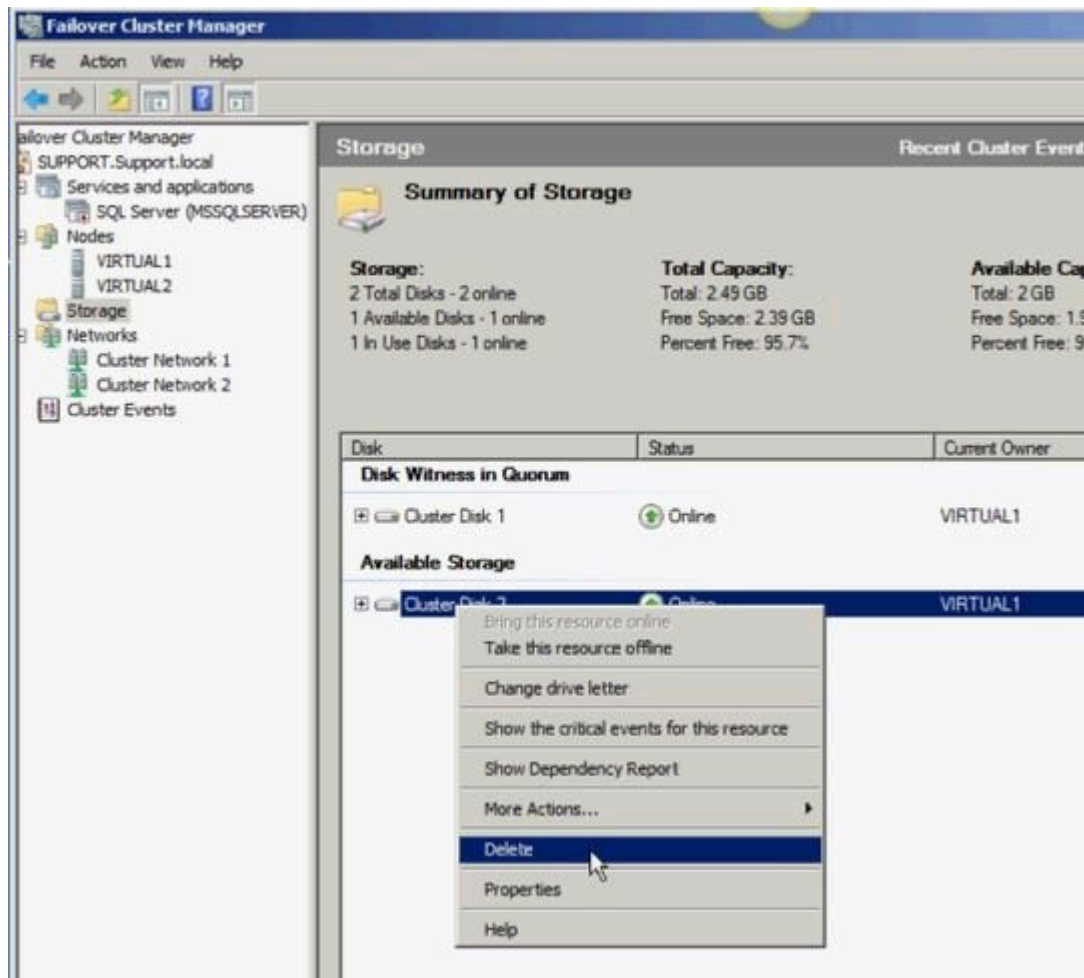 Failover Cluster Manager
File Action View Help
ailover Cluster Manager
SUPPORT.Support.local
Services and applications
SQL Server (MSSQLSERVER)
Nodes
VIRTUAL1
VIRTUAL2
Storage
Networks
Cluster Network 1
Cluster Network 2
Cluster Events
Storage Recent Cluster Event
Summary of Storage
Storage: Total Capacity: Available Cap
2 Total Disks - 2 online Total: 2.49 GB Total: 2 GB
1 Available Disks - 1 online Free Space: 2.39 GB Free Space: 1.9
1 In Use Disks - 1 online Percent Free: 95.7% Percent Free: 9
Disk Status Current Owner
Disk Witness in Quorum
Cluster Disk 1 Online VIRTUAL1
Available Storage
Cluster Disk 2 Online VIRTUAL1
Bring this resource online
Take this resource offline
Change drive letter
Show the critical events for this resource
Show Dependency Report
More Actions...
Delete
Properties
Help